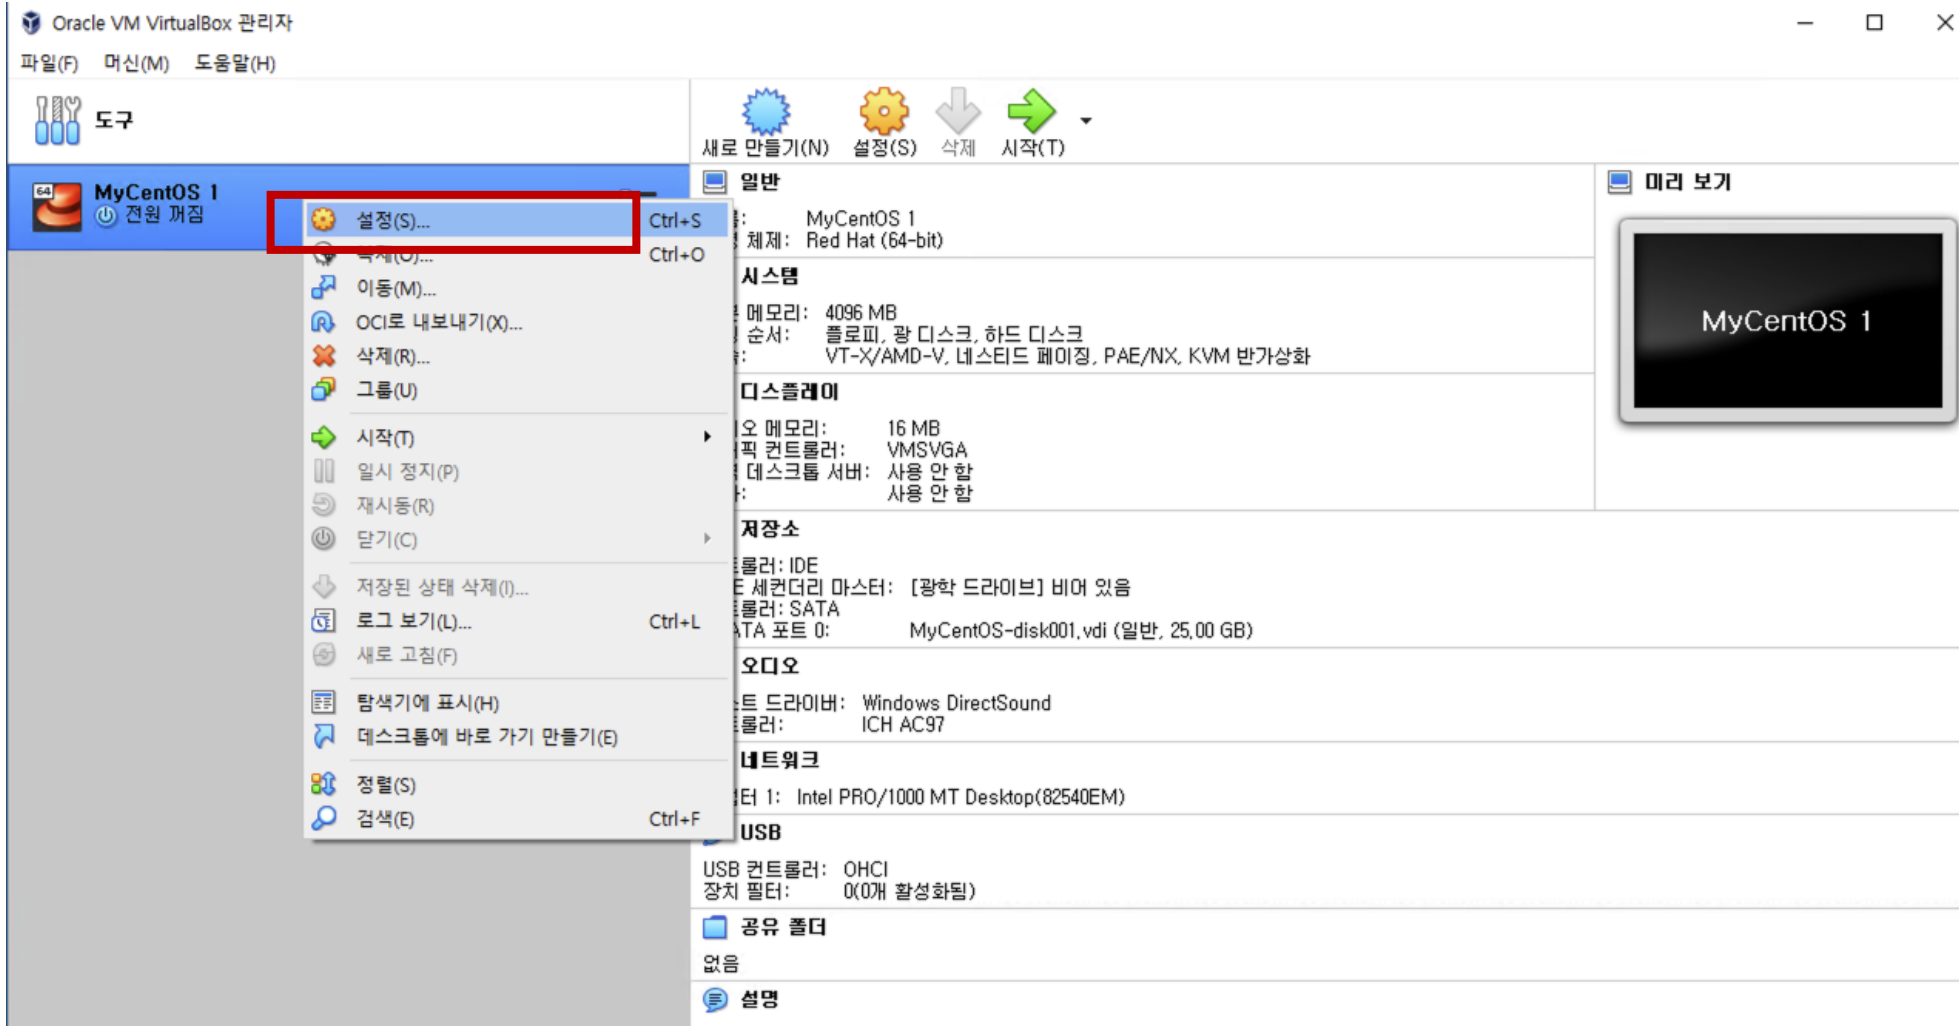 Oracle VM VirtualBox 관리자
파일(F) 머신(M) 도움말(H)
도구
새로 만들기(N) 설정(S) 삭제 시작(T)
64
MyCentOS 1
전원 꺼짐
설정(S)... Ctrl+S
복제(O)... Ctrl+O
이동(M)...
OCI로 내보내기(X)...
삭제(R)...
그룹(U)
시작(T)
일시 정지(P)
재시동(R)
닫기(C)
저장된 상태 삭제(I)...
로그 보기(L)... Ctrl+L
새로 고침(F)
탐색기에 표시(H)
데스크톱에 바로 가기 만들기(E)
정렬(S)
검색(E) Ctrl+F
일반
MyCentOS 1
체제: Red Hat (64-bit)
시스템
메모리: 4096 MB
순서: 플로피, 광 디스크, 하드 디스크
VT-X/AMD-V, 네스티드 페이징, PAE/NX, KVM 반가상화
디스플레이
메모리: 16 MB
컨트롤러: VMSVGA
데스크톱 서버: 사용 안 함
사용 안 함
저장소
IDE
세컨더리 마스터: [광학 드라이브] 비어 있음
SATA
포트 0: MyCentOS-disk001.vdi (일반, 25.00 GB)
오디오
드라이버: Windows DirectSound
ICH AC97
네트워크
1: Intel PRO/1000 MT Desktop(82540EM)
USB
USB 컨트롤러: OHCI
장치 필터: 0(0개 활성화됨)
공유 폴더
없음
설명
미리 보기
MyCentOS 1